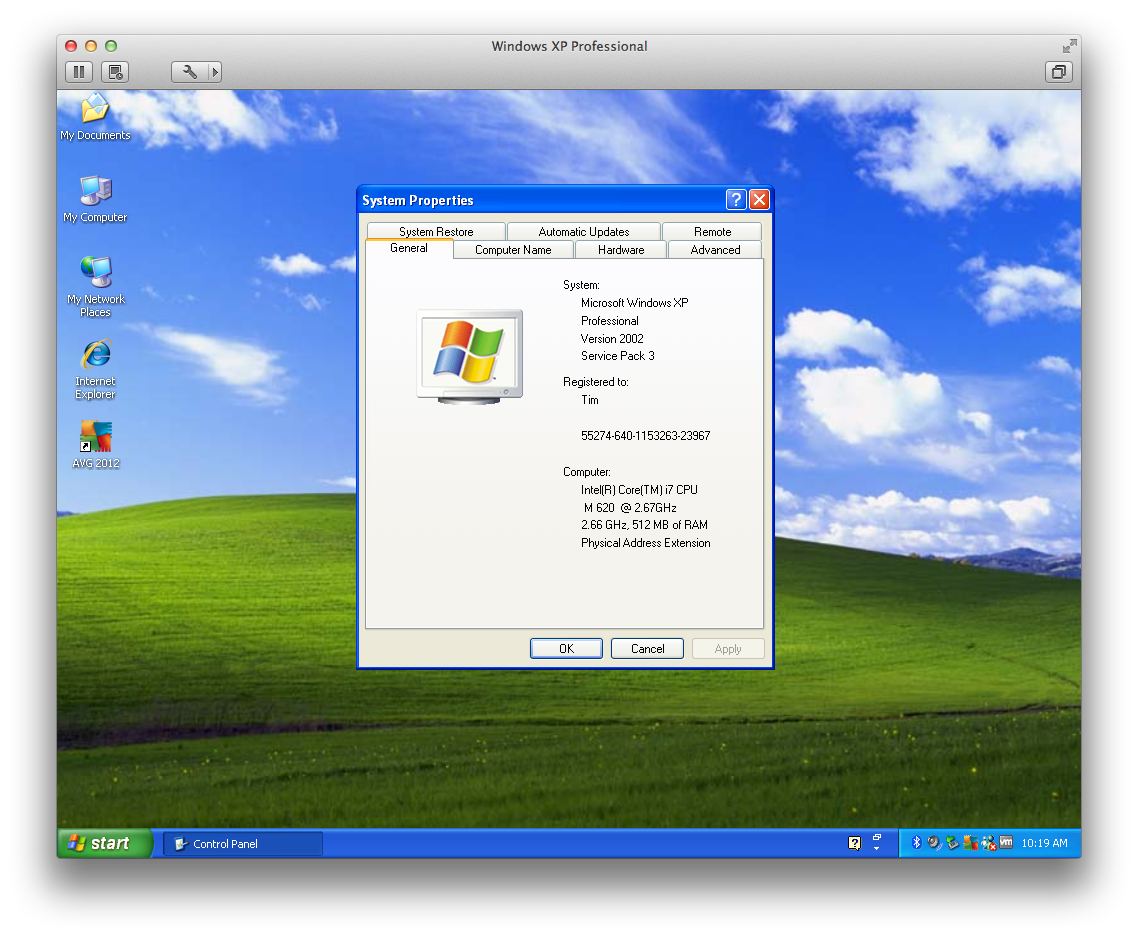 Windows XP Professional
My Documents
My Computer
My Network
Places
Internet
Explorer
AVG 2012
System Properties
System Restore
Automatic Updates
Remote
General
Computer Name
Hardware
Advanced
System:
Microsoft Windows XP
Professional
Version 2002
Service Pack 3
Registered to:
Tim
55274-640-1153263-23967
Computer:
Intel(R) Core(TM) i7 CPU
M 620 @ 2.67GHz
2.66 GHz, 512 MB of RAM
Physical Address Extension
OK
Cancel
Apply
start
Control Panel
vm
10:19 AM